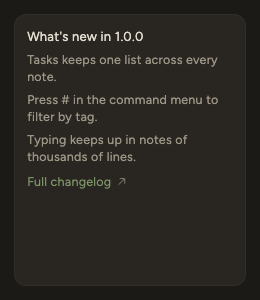 What's new in 1.0.0
Tasks keeps one list across every
note.
Press # in the command menu to
filter by tag.
Typing keeps up in notes of
thousands of lines.
Full changelog ↗